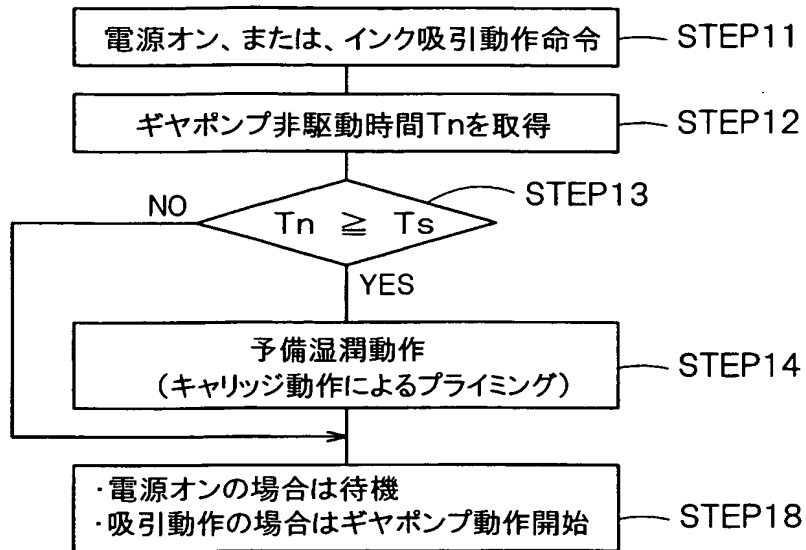 電源オン、または、インク吸引動作命令
STEP11
ギヤポンプ非駆動時間Tnを取得
STEP12
STEP13
NO
Tn ≧ Ts
YES
予備湿潤動作
(キャリッジ動作によるプライミング)
STEP14
・電源オンの場合は待機
・吸引動作の場合はギヤポンプ動作開始
STEP18